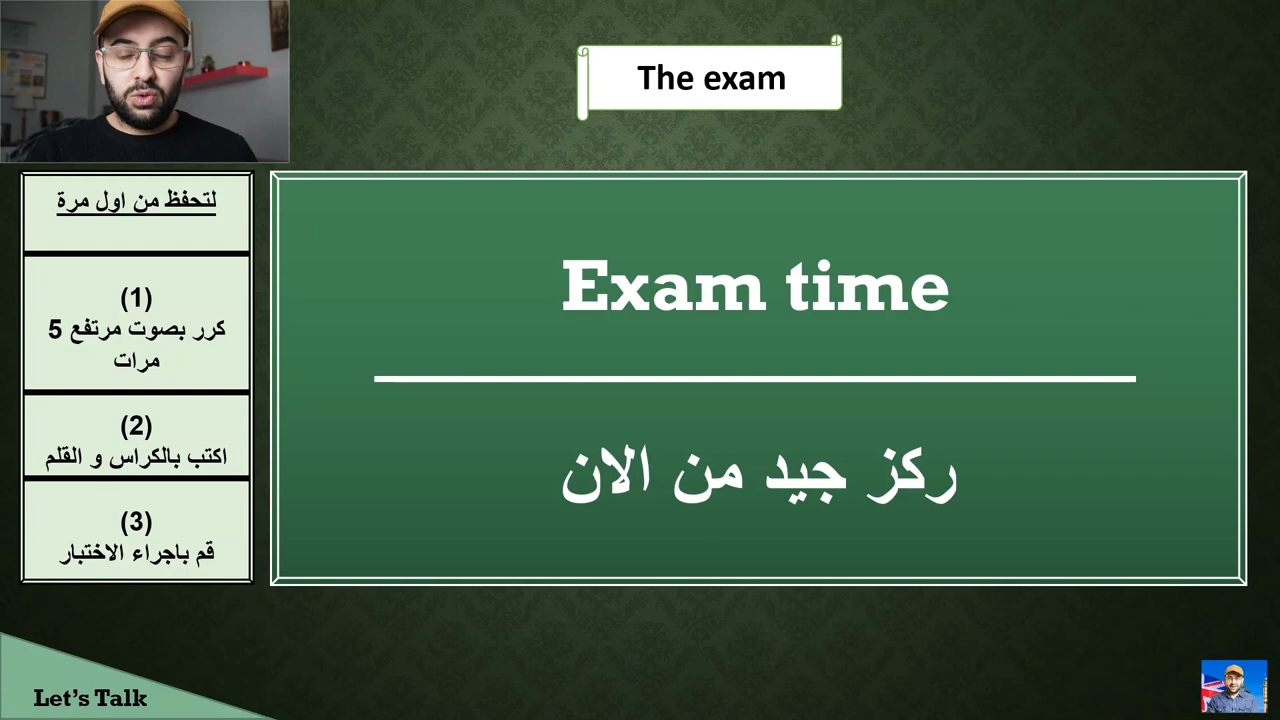 The exam
لتحفظ من اول مرة
(1)
كرر بصوت مرتفع 5
مرات
(2)
اكتب بالكراس و القلم
(3)
قم باجراء الاختبار
Exam time
ركز جيد من الان
Let's Talk